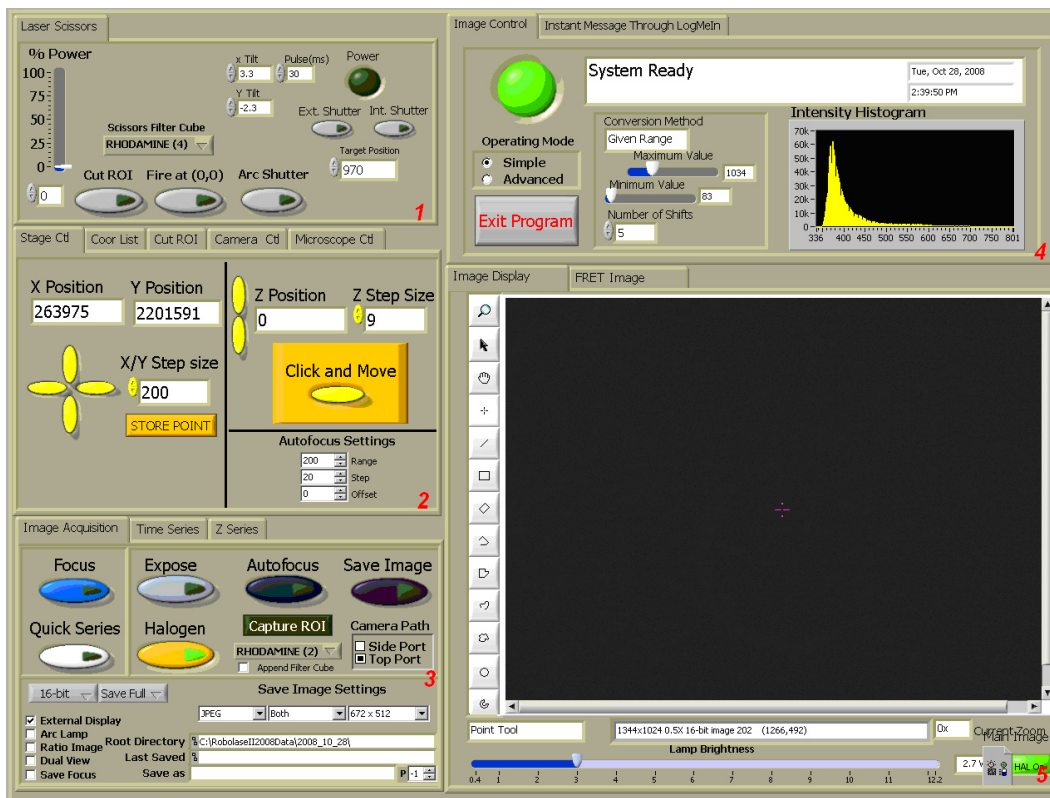 Laser Scissors
% Power
100
75
50
25
0
0
X Tilt
3.3
Pulse(ms)
30
Y Tilt
-2.3
Power
Ext. Shutter
Int. Shutter
Scissors Filter Cube
RHODAMINE (4)
Target Position
970
Cut ROI
Fire at (0,0)
Arc Shutter
1
Stage Ctl
Coor List
Cut ROI
Camera Ctl
Microscope Ctl
X Position
Y Position
263975
2201591
X/Y Step size
200
STORE POINT
Z Position
Z Step Size
0
9
Click and Move
Autofocus Settings
200 Range
20 Step
0 Offset
2
Image Acquisition
Time Series
Z Series
Focus
Expose
Autofocus
Save Image
Quick Series
Halogen
Capture ROI
RHODAMINE (2)
Append Filter Cube
Camera Path
Side Port
Top Port
3
16-bit
Save Full
Save Image Settings
JPEG
Both
672 x 512
External Display
Arc Lamp
Ratio Image
Dual View
Save Focus
Root Directory
C:\RobolaseII2008Data\2008_10_28\
Last Saved
Save as
P -1
Image Control
Instant Message Through LogMeIn
System Ready
Tue, Oct 28, 2008
2:39:50 PM
Operating Mode
Simple
Advanced
Exit Program
Conversion Method
Given Range
Maximum Value
1034
Minimum Value
83
Number of Shifts
5
Intensity Histogram
70k
60k
50k
40k
30k
20k
10k
0
336 400 450 500 550 600 650 700 750 801
4
Image Display
FRET Image
Point Tool
1344x1024 0.5X 16-bit image 202 (1266,492)
0x
Current Zoom
Main Image
Lamp Brightness
0.4 1 2 3 4 5 6 7 8 9 10 11 12.2
2.7 V
HAL O
5